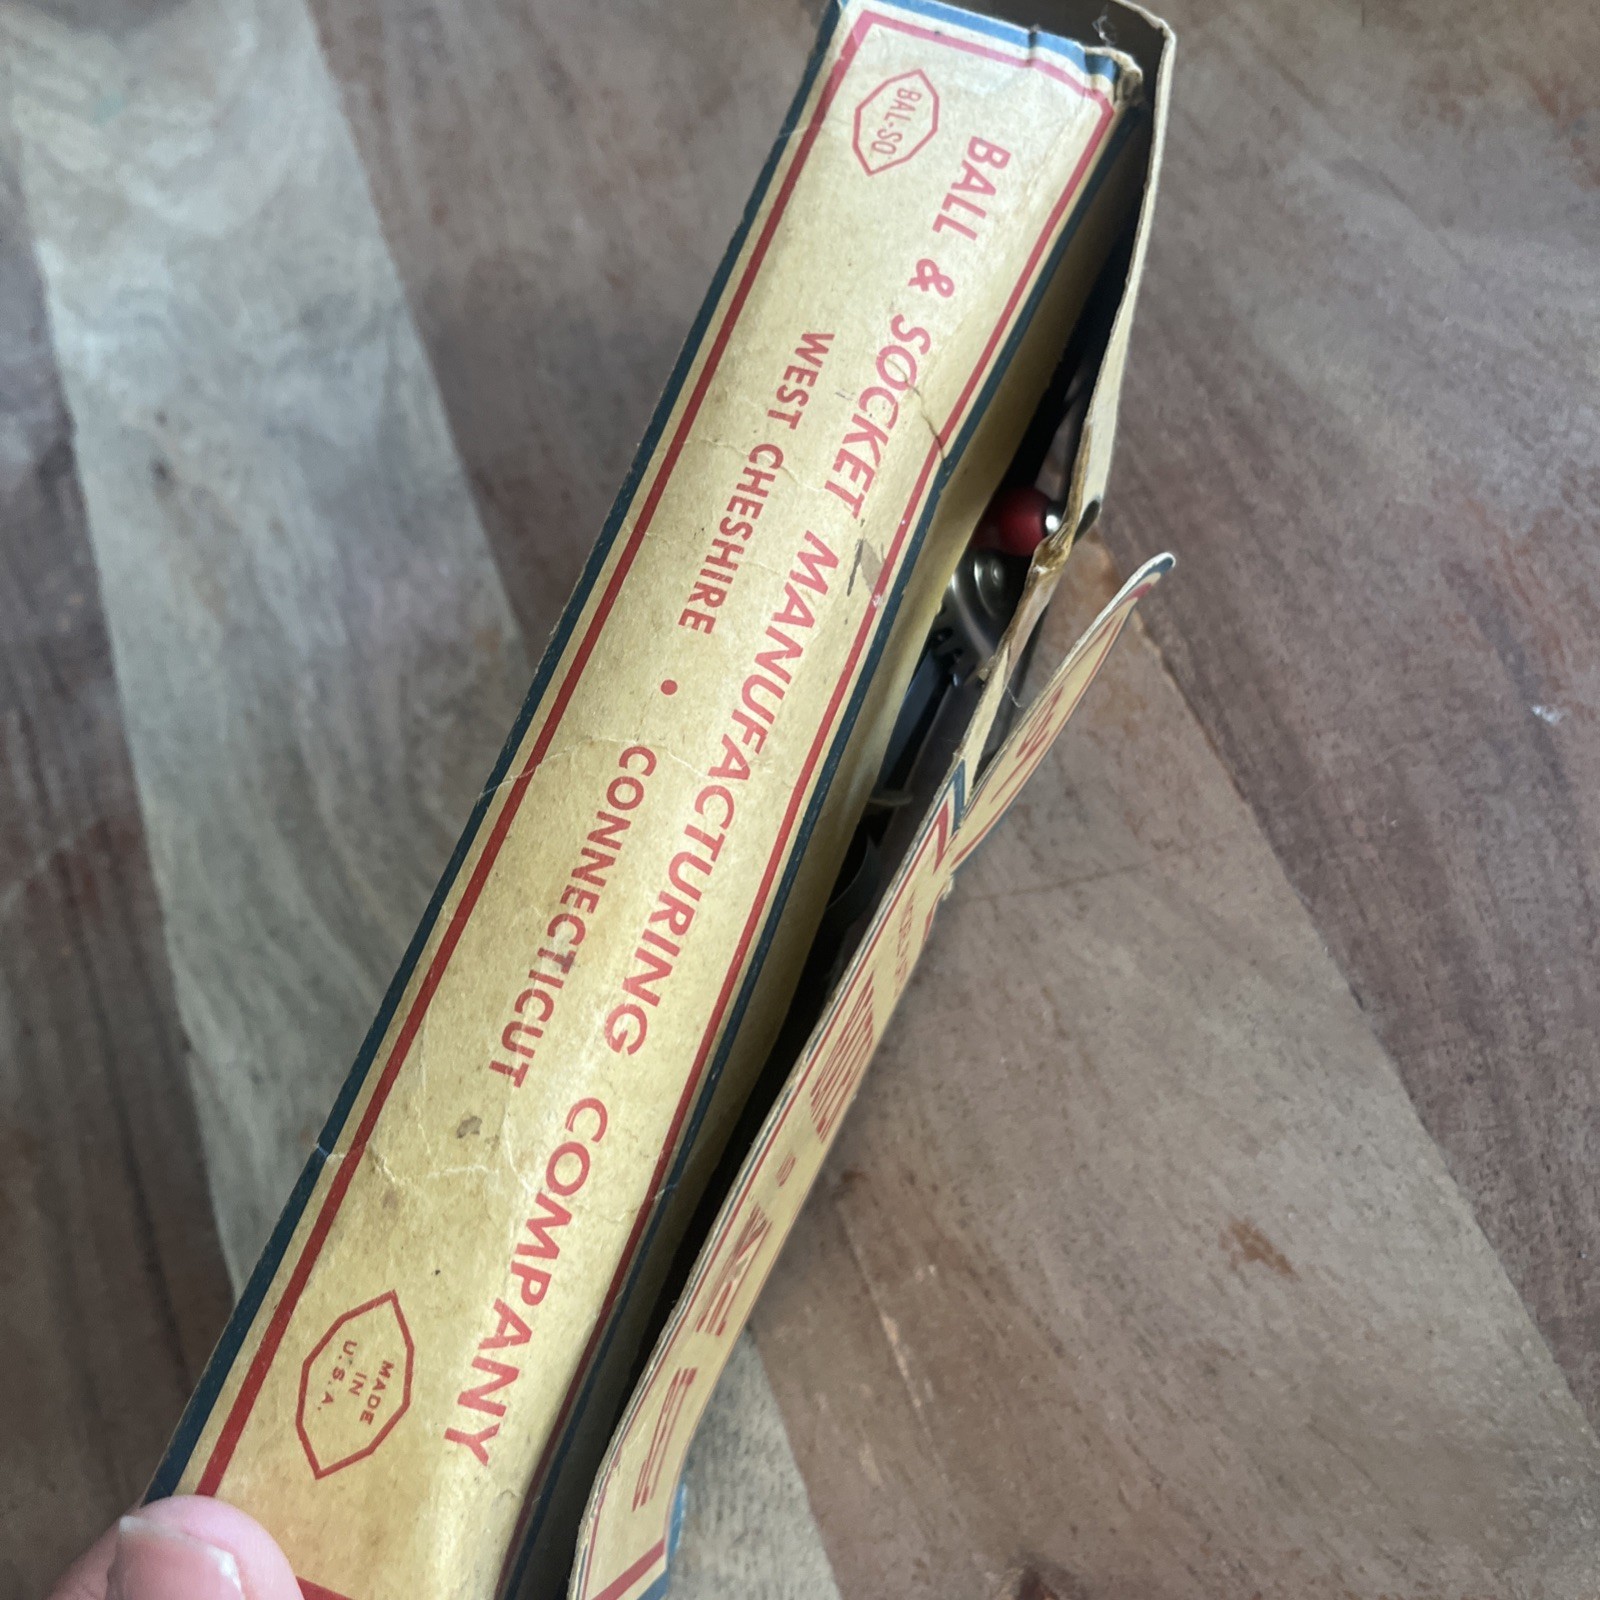 BAL-SO
BALL & SOCKET MANUFACTURING COMPANY
WEST CHESHIRE • CONNECTICUT
MADE
IN
U.S.A.